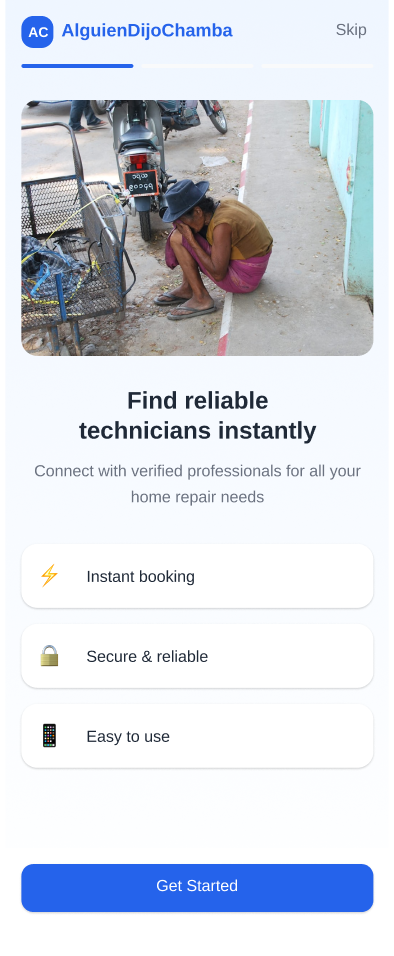 AC AlguienDijoChamba Skip
Find reliable
technicians instantly
Connect with verified professionals for all your
home repair needs
Instant booking
Secure & reliable
Easy to use
Get Started